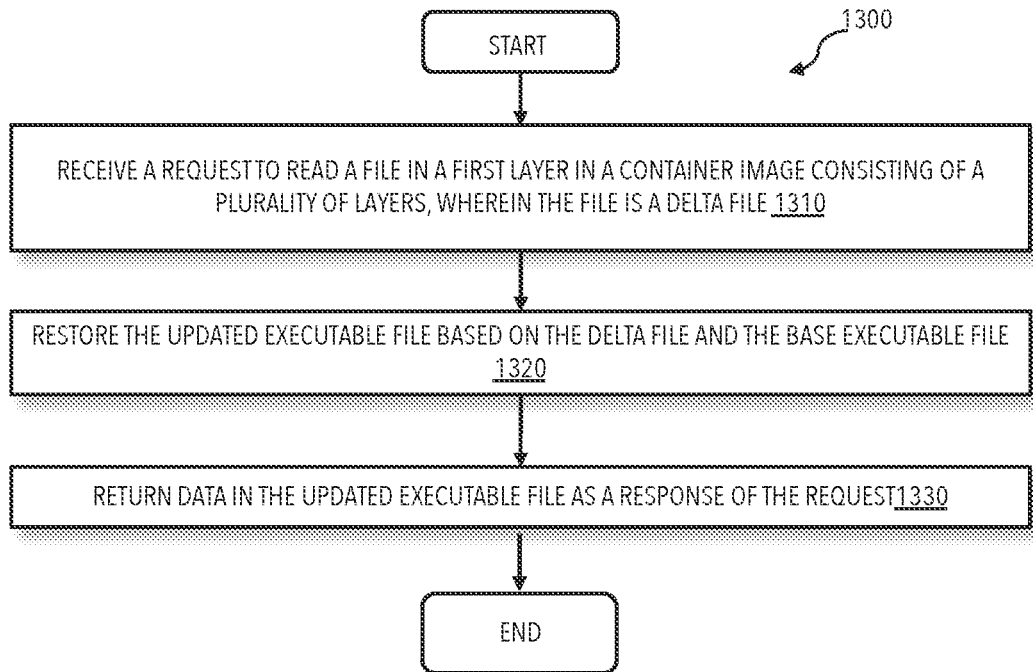 1300
START
RECEIVE A REQUEST TO READ A FILE IN A FIRST LAYER IN A CONTAINER IMAGE CONSISTING OF A
PLURALITY OF LAYERS, WHEREIN THE FILE IS A DELTA FILE 1310
RESTORE THE UPDATED EXECUTABLE FILE BASED ON THE DELTA FILE AND THE BASE EXECUTABLE FILE
1320
RETURN DATA IN THE UPDATED EXECUTABLE FILE AS A RESPONSE OF THE REQUEST1330
END